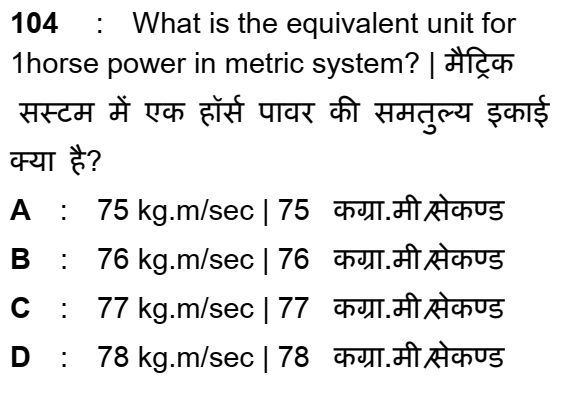 104 : What is the equivalent unit for
1horse power in metric system? | मैट्रिक
सस्टम में एक हॉर्स पावर की समतुल्य इकाई
क्या है?
A : 75 kg.m/sec | 75 कग्रा.मी/सेकण्ड
B : 76 kg.m/sec | 76 कग्रा.मी/सेकण्ड
C : 77 kg.m/sec | 77 कग्रा.मी/सेकण्ड
D : 78 kg.m/sec | 78 कग्रा.मी/सेकण्ड